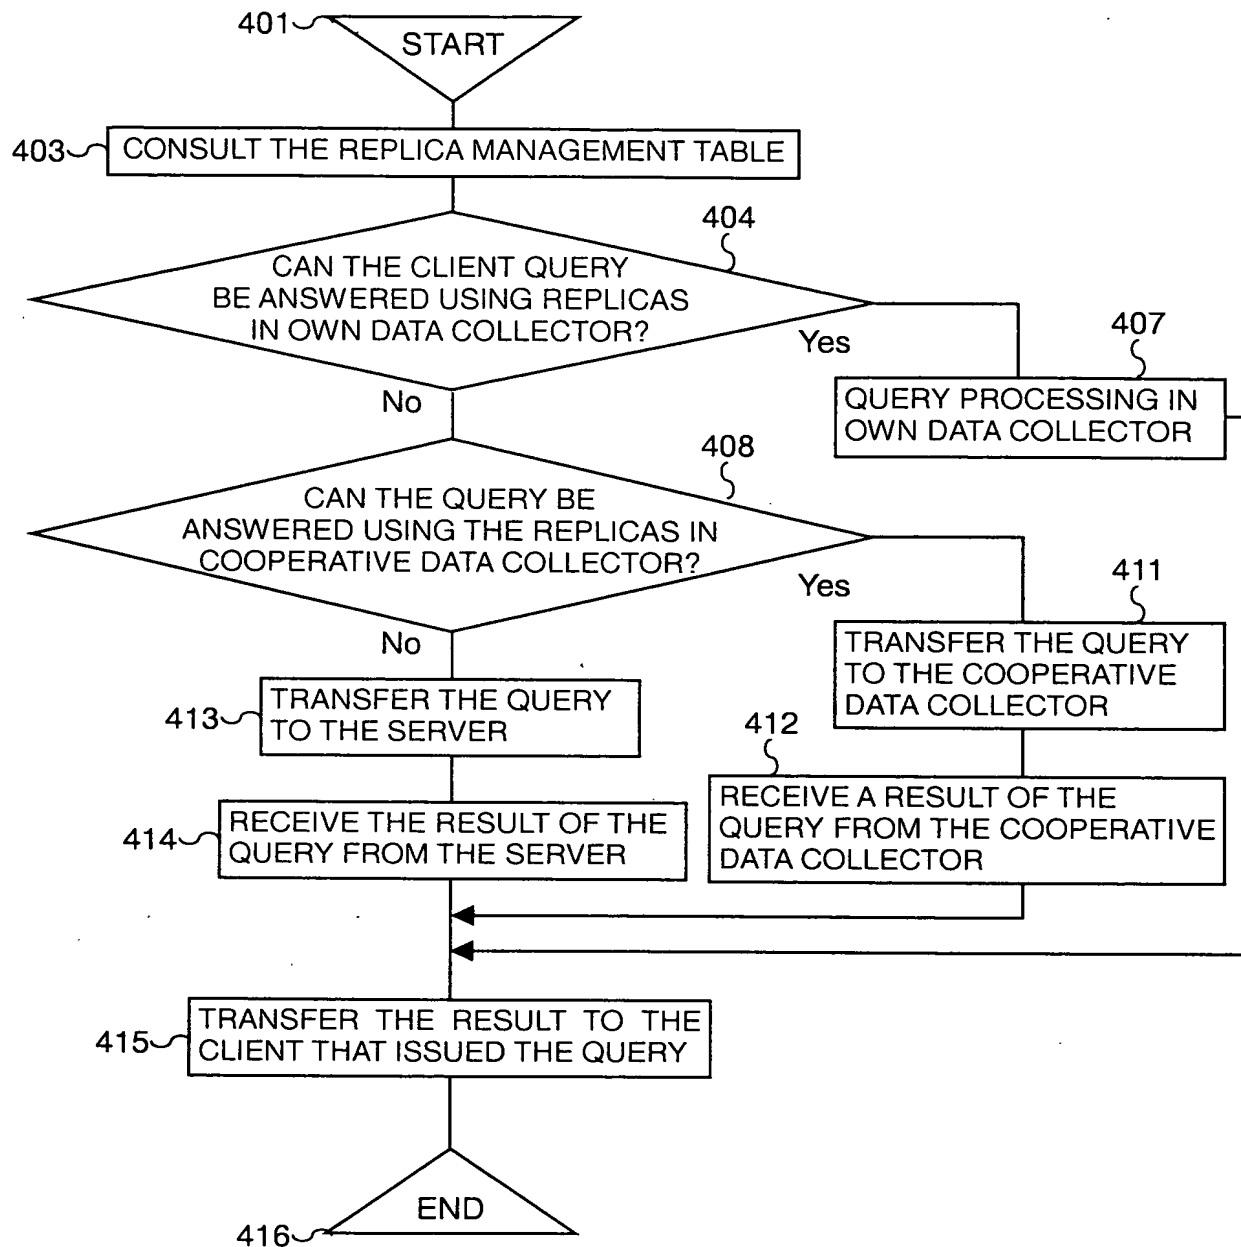 401
START
403
CONSULT THE REPLICA MANAGEMENT TABLE
404
CAN THE CLIENT QUERY
BE ANSWERED USING REPLICAS
IN OWN DATA COLLECTOR?
Yes
No
407
QUERY PROCESSING IN
OWN DATA COLLECTOR
408
CAN THE QUERY BE
ANSWERED USING THE REPLICAS IN
COOPERATIVE DATA COLLECTOR?
Yes
No
411
TRANSFER THE QUERY
TO THE COOPERATIVE
DATA COLLECTOR
413
TRANSFER THE QUERY
TO THE SERVER
412
RECEIVE A RESULT OF THE
QUERY FROM THE COOPERATIVE
DATA COLLECTOR
414
RECEIVE THE RESULT OF THE
QUERY FROM THE SERVER
415
TRANSFER THE RESULT TO THE
CLIENT THAT ISSUED THE QUERY
END
416